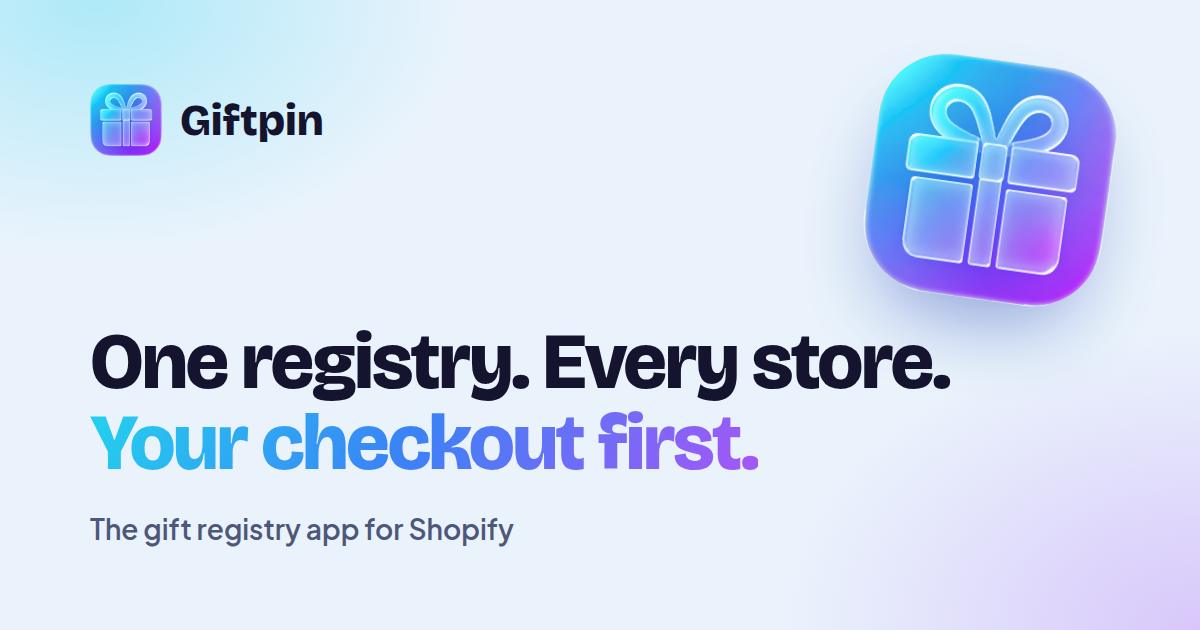 Giftpin
One registry. Every store.
Your checkout first.
The gift registry app for Shopify